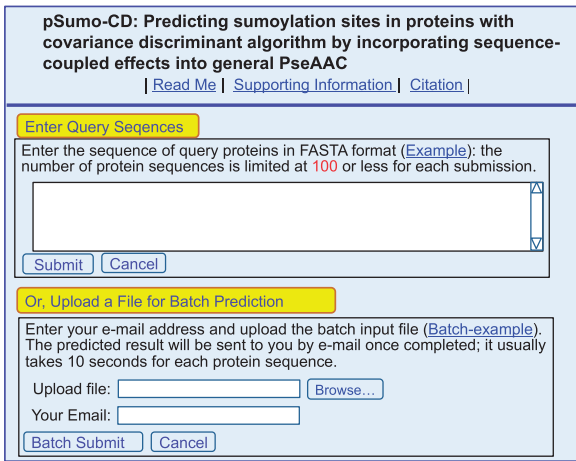 pSumo-CD: Predicting sumoylation sites in proteins with
covariance discriminant algorithm by incorporating sequence-
coupled effects into general PseAAC
| Read Me | Supporting Information | Citation |
Enter Query Seqences
Enter the sequence of query proteins in FASTA format (Example): the
number of protein sequences is limited at 100 or less for each submission.
Submit Cancel
Or, Upload a File for Batch Prediction
Enter your e-mail address and upload the batch input file (Batch-example).
The predicted result will be sent to you by e-mail once completed; it usually
takes 10 seconds for each protein sequence.
Upload file: Browse...
Your Email:
Batch Submit Cancel